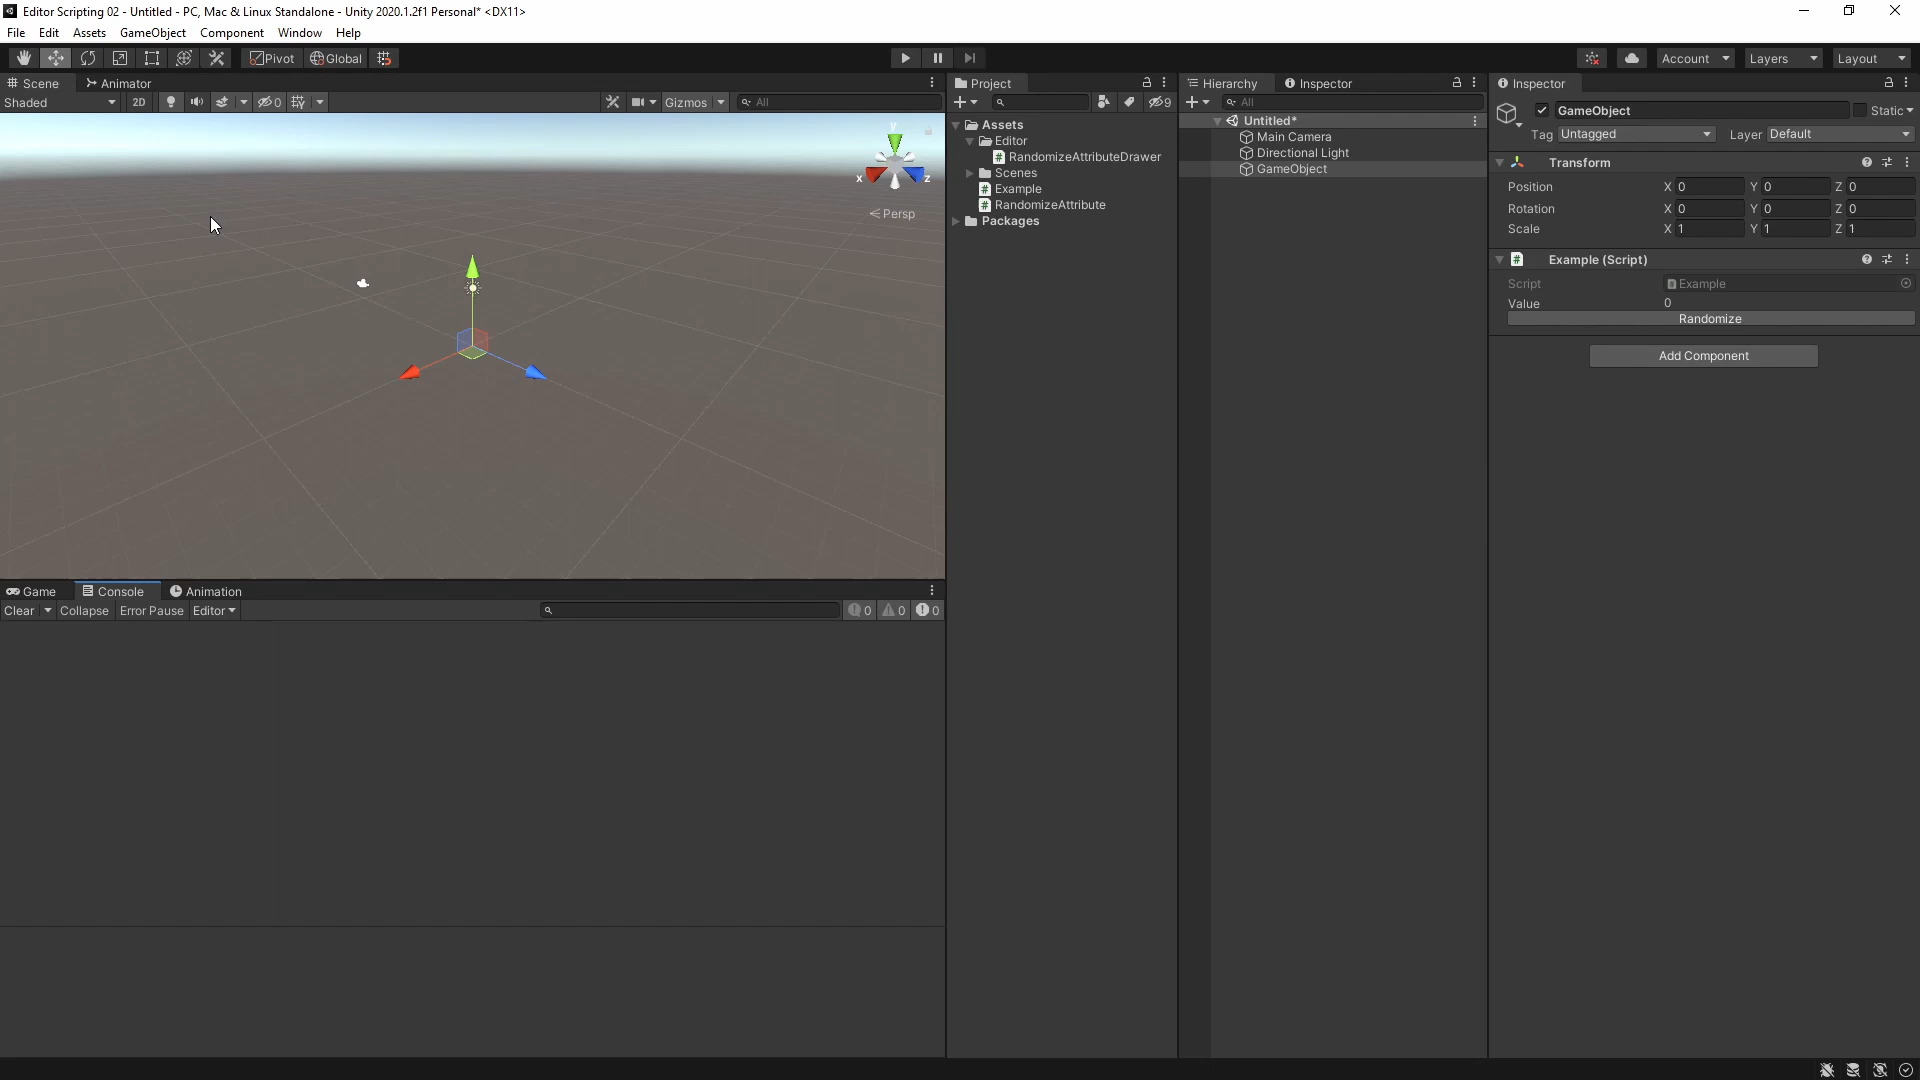 Editor Scripting 02 - Untitled - PC, Mac & Linux Standalone - Unity 2020.1.2f1 Personal* <DX11>
File Edit Assets GameObject Component Window Help
Pivot Global
Account Layers Layout
Scene Animator
Shaded 2D 0 Gizmos All
y
x z
Persp
Game Console Animation
Clear Collapse Error Pause Editor 0 0 0
Project
9
Assets
Editor
RandomizeAttributeDrawer
Scenes
Example
RandomizeAttribute
Packages
Hierarchy Inspector
All
Untitled*
Main Camera
Directional Light
GameObject
Inspector
GameObject Static
Tag Untagged Layer Default
Transform
Position X 0 Y 0 Z 0
Rotation X 0 Y 0 Z 0
Scale X 1 Y 1 Z 1
Example (Script)
Script Example
Value 0
Randomize
Add Component